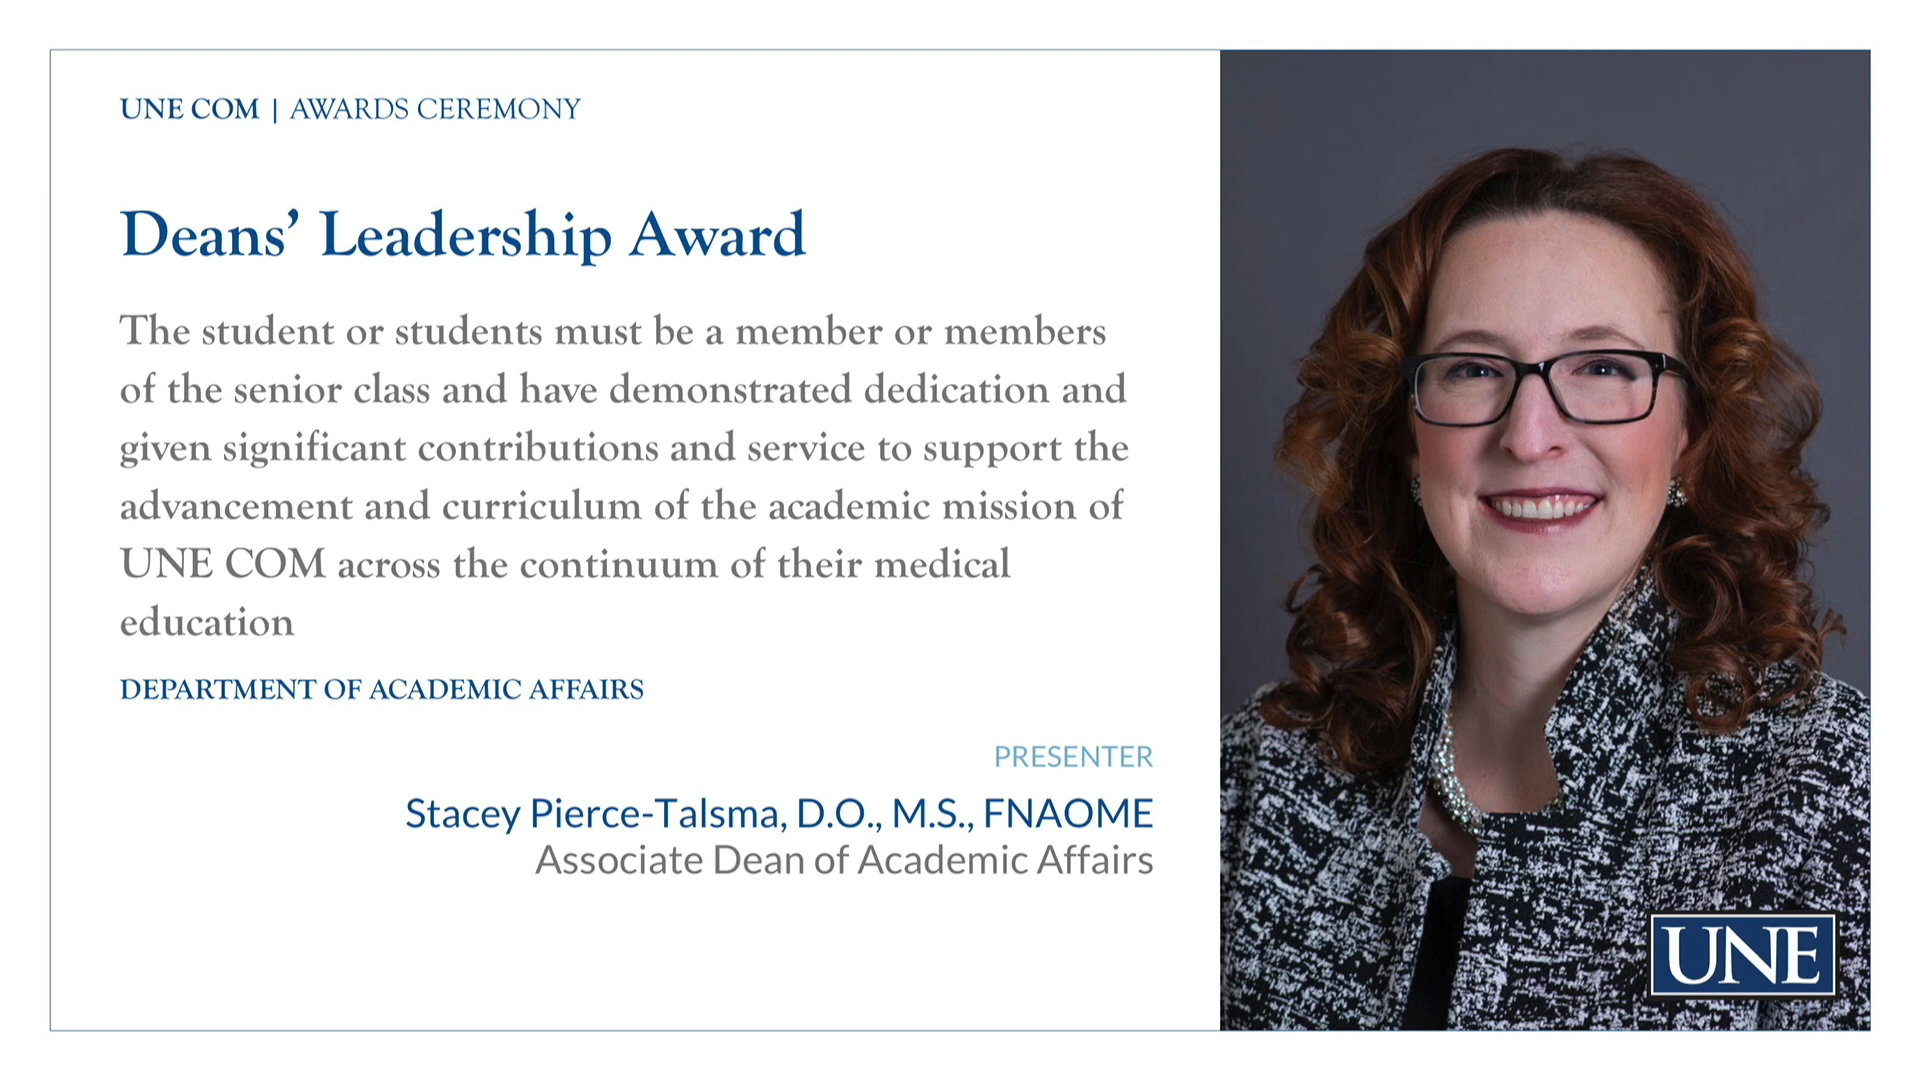 UNE COM | AWARDS CEREMONY
Deans’ Leadership Award
The student or students must be a member or members
of the senior class and have demonstrated dedication and
given significant contributions and service to support the
advancement and curriculum of the academic mission of
UNE COM across the continuum of their medical
education
DEPARTMENT OF ACADEMIC AFFAIRS
PRESENTER
Stacey Pierce-Talsma, D.O., M.S., FNAOME
Associate Dean of Academic Affairs
UNE